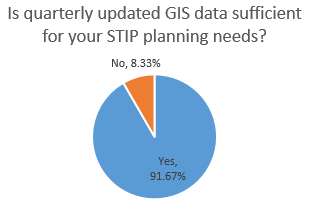 Is quarterly updated GIS data sufficient
for your STIP planning needs?
No, 8.33%
Yes,
91.67%